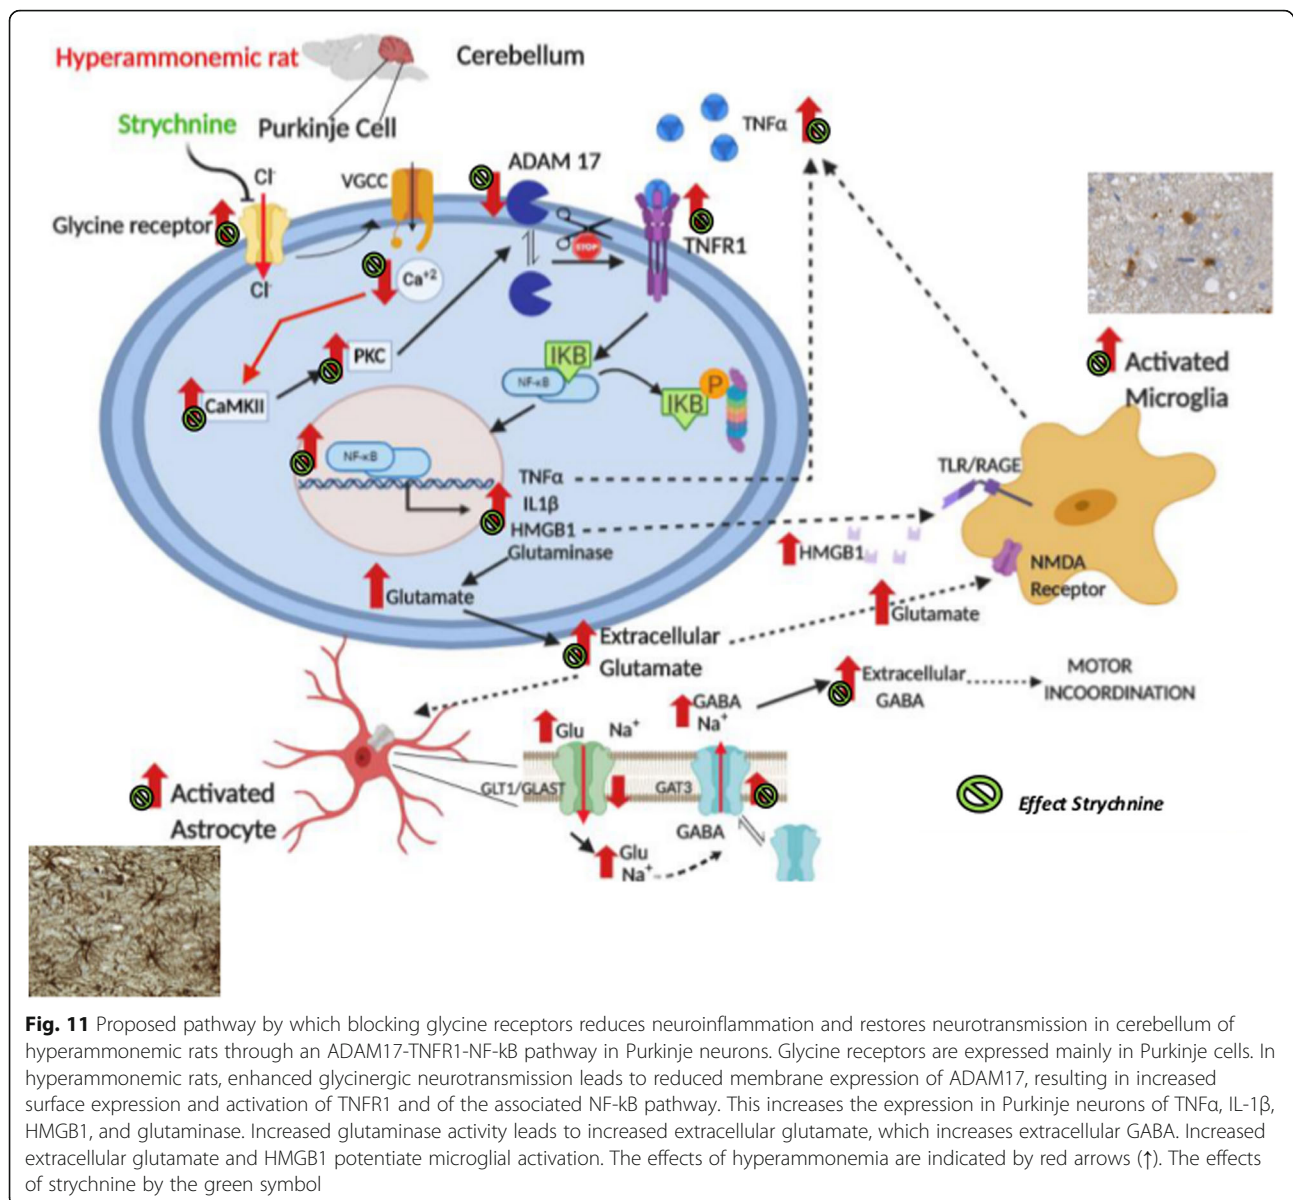 Hyperammonemic rat
Cerebellum
Strychnine
Purkinje Cell
TNFα
ADAM 17
Cl-
VGCC
Glycine receptor
STOP
TNFR1
Ca+2
Cl-
PKC
IKB
NF-κB
P
IKB
CaMKII
Activated
Microglia
NF-κB
TNFα
IL1β
HMGB1
Glutaminase
TLR/RAGE
HMGB1
NMDA
Receptor
Glutamate
Glutamate
Extracellular
Glutamate
Extracellular
GABA
MOTOR
INCOORDINATION
GABA
Na+
Glu Na+
GLT1/GLAST
GAT3
GABA
Glu
Na+
Activated
Astrocyte
Effect Strychnine
Fig. 11 Proposed pathway by which blocking glycine receptors reduces neuroinflammation and restores neurotransmission in cerebellum of
hyperammonemic rats through an ADAM17-TNFR1-NF-kB pathway in Purkinje neurons. Glycine receptors are expressed mainly in Purkinje cells. In
hyperammonemic rats, enhanced glycinergic neurotransmission leads to reduced membrane expression of ADAM17, resulting in increased
surface expression and activation of TNFR1 and of the associated NF-kB pathway. This increases the expression in Purkinje neurons of TNFα, IL-1β,
HMGB1, and glutaminase. Increased glutaminase activity leads to increased extracellular glutamate, which increases extracellular GABA. Increased
extracellular glutamate and HMGB1 potentiate microglial activation. The effects of hyperammonemia are indicated by red arrows (↑). The effects
of strychnine by the green symbol